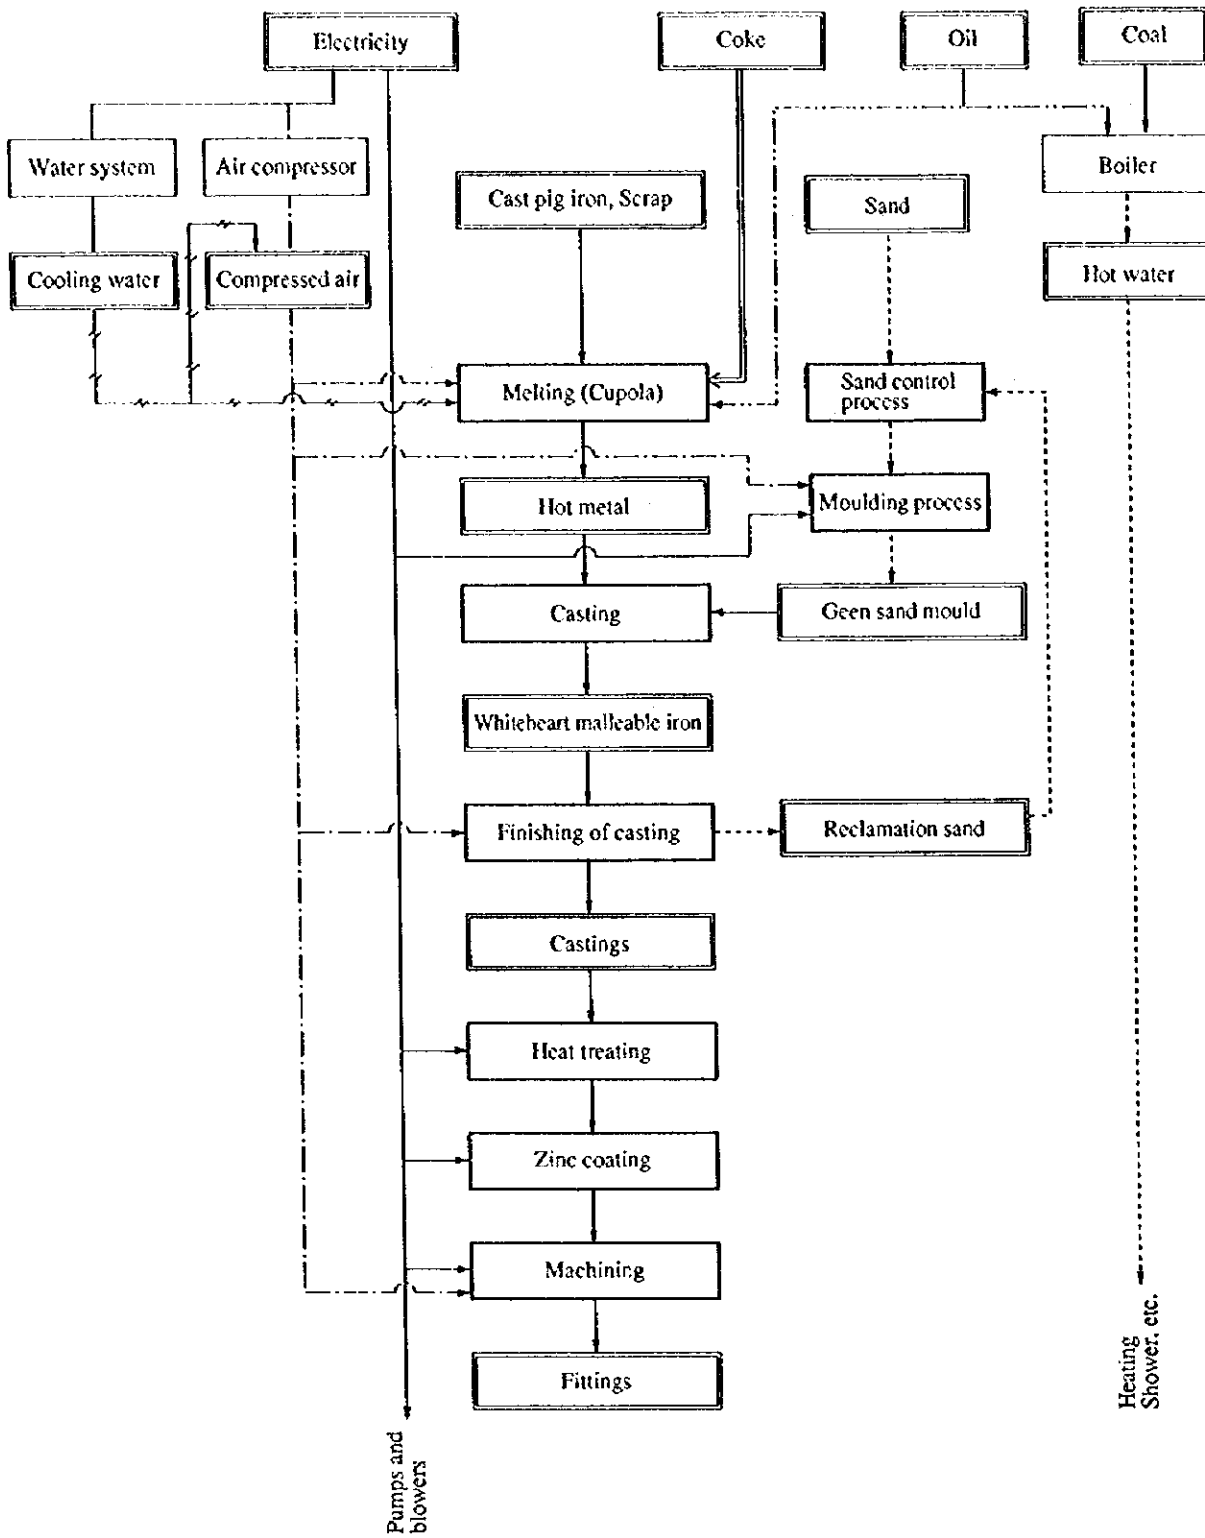 Electricity
Coke
Oil
Coal
Water system
Air compressor
Boiler
Cast pig iron, Scrap
Sand
Cooling water
Compressed air
Hot water
Melting (Cupola)
Sand control
process
Hot metal
Moulding process
Casting
Geen sand mould
Whiteheart malleable iron
Finishing of casting
Reclamation sand
Castings
Heat treating
Zinc coating
Machining
Fittings
Heating
Shower, etc.
Pumps and
blowers